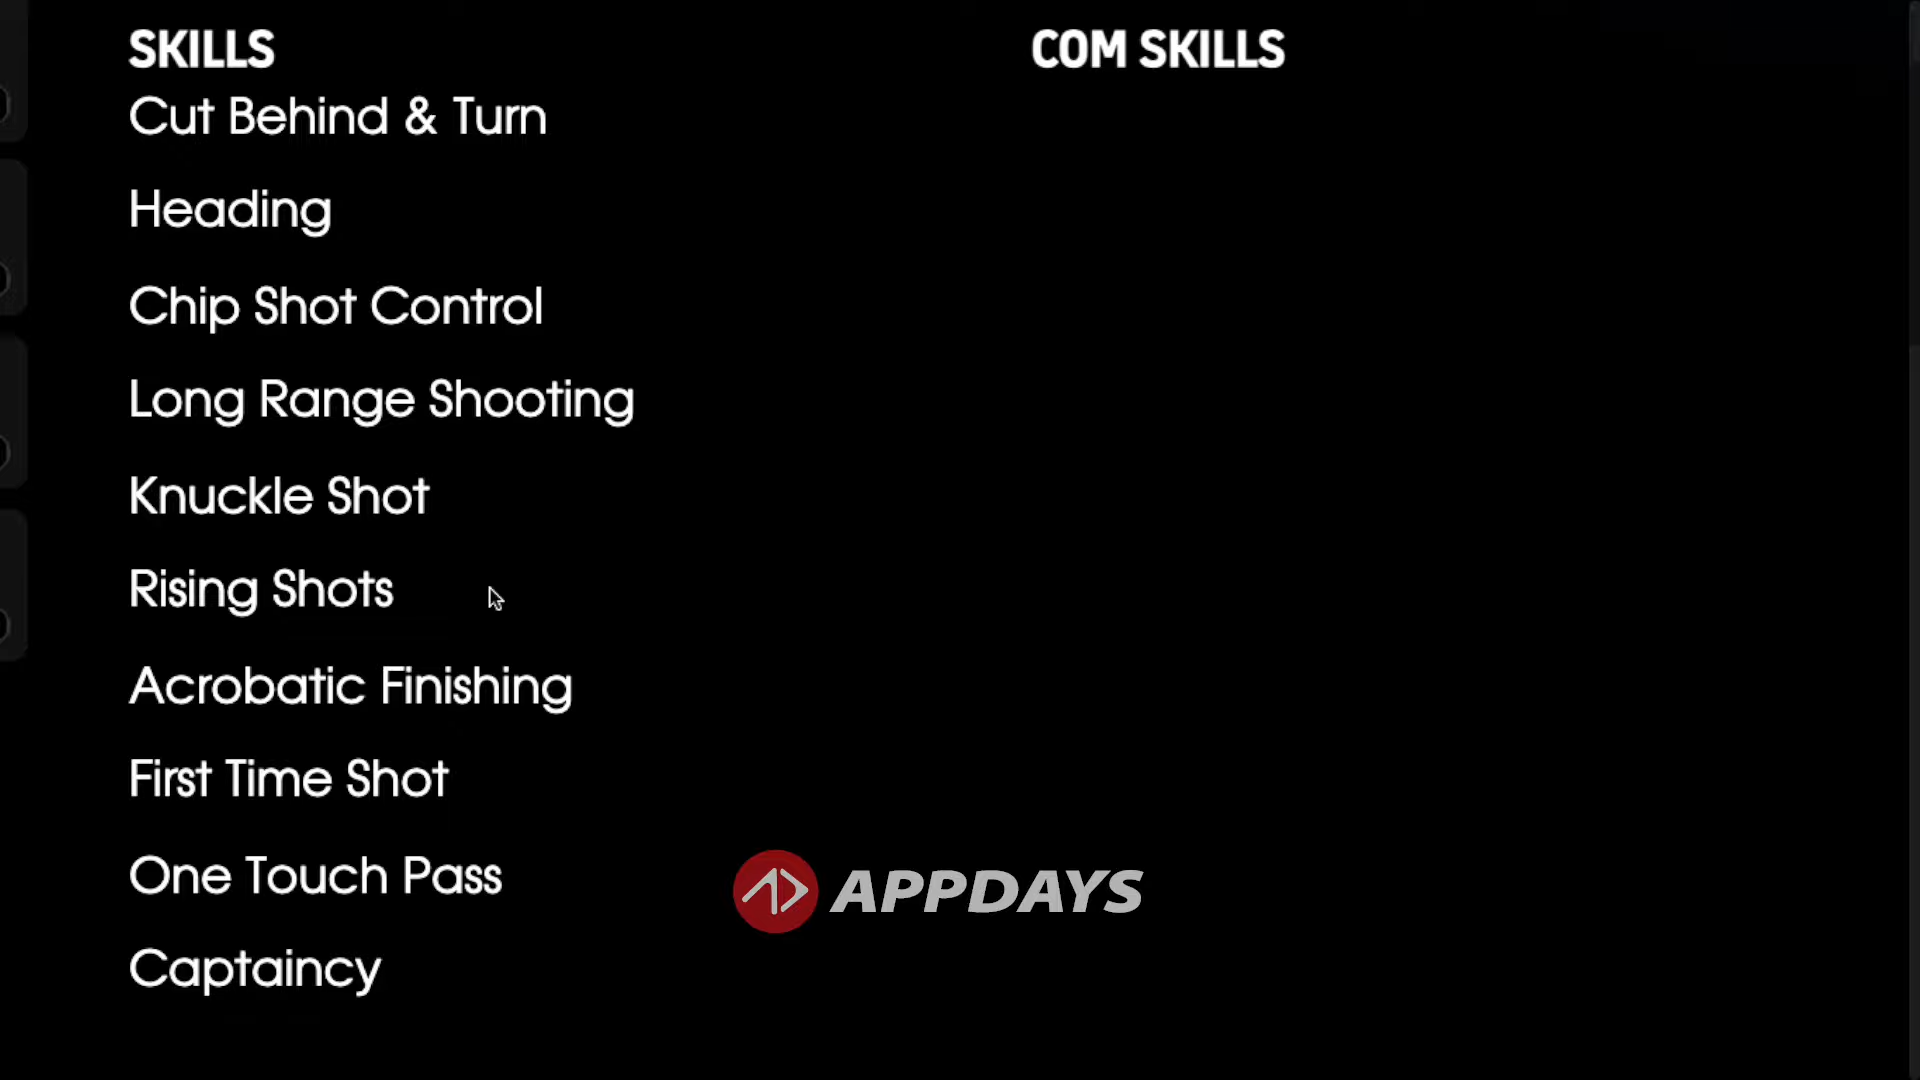 SKILLS
COM SKILLS
Cut Behind & Turn
Heading
Chip Shot Control
Long Range Shooting
Knuckle Shot
Rising Shots
Acrobatic Finishing
First Time Shot
One Touch Pass
Captaincy
APPDAYS